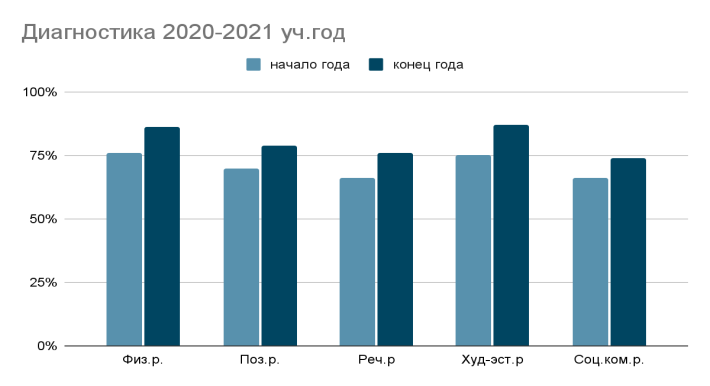 Диагностика 2020-2021 уч.год
начало года конец года
100%
75%
50%
25%
0%
Физ.р. Поз.р. Реч.р Худ-эст.р Соц.ком.р.